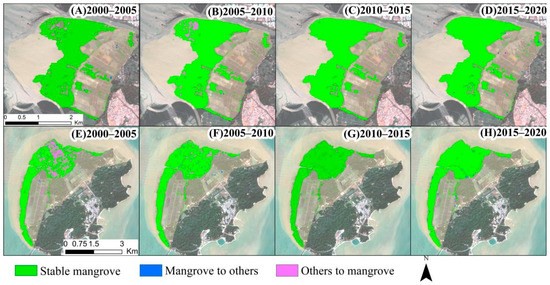 (A)2000–2005 (B)2005–2010 (C)2010–2015 (D)2015–2020
0 0.5 1 2
Km
(E)2000–2005 (F)2005–2010 (G)2010–2015 (H)2015–2020
0 0.75 1.5 3
Km
N
Stable mangrove Mangrove to others Others to mangrove